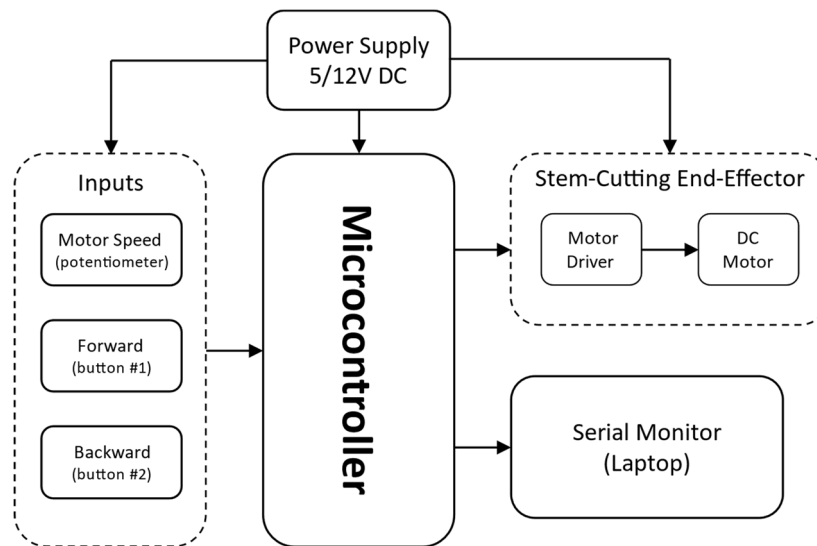 Power Supply
5/12V DC
Inputs
Motor Speed
(potentiometer)
Forward
(button #1)
Backward
(button #2)
Microcontroller
Stem-Cutting End-Effector
Motor
Driver
DC
Motor
Serial Monitor
(Laptop)